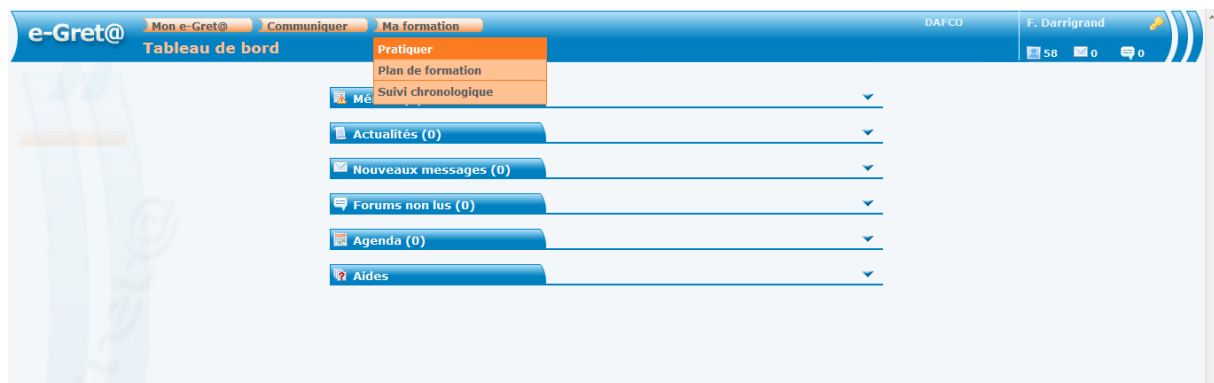 e-Gret@ Mon e-Gret@ Communiquer Ma formation DAFCO F. Darrigrand
Tableau de bord Pratiquer 58 0 0
Plan de formation
Suivi chronologique
Actualités (0)
Nouveaux messages (0)
Forums non lus (0)
Agenda (0)
Aides